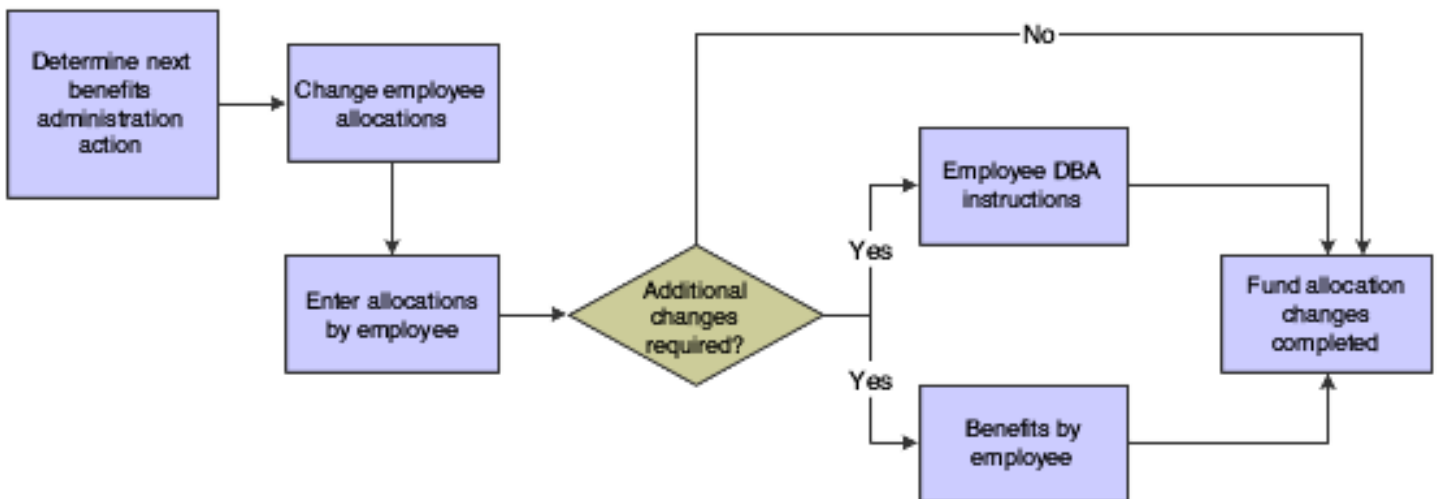 Determine next
benefits
administration
action
Change employee
allocations
Enter allocations
by employee
Additional
changes
required?
No
Yes
Yes
Employee DBA
instructions
Benefits by
employee
Fund allocation
changes
completed